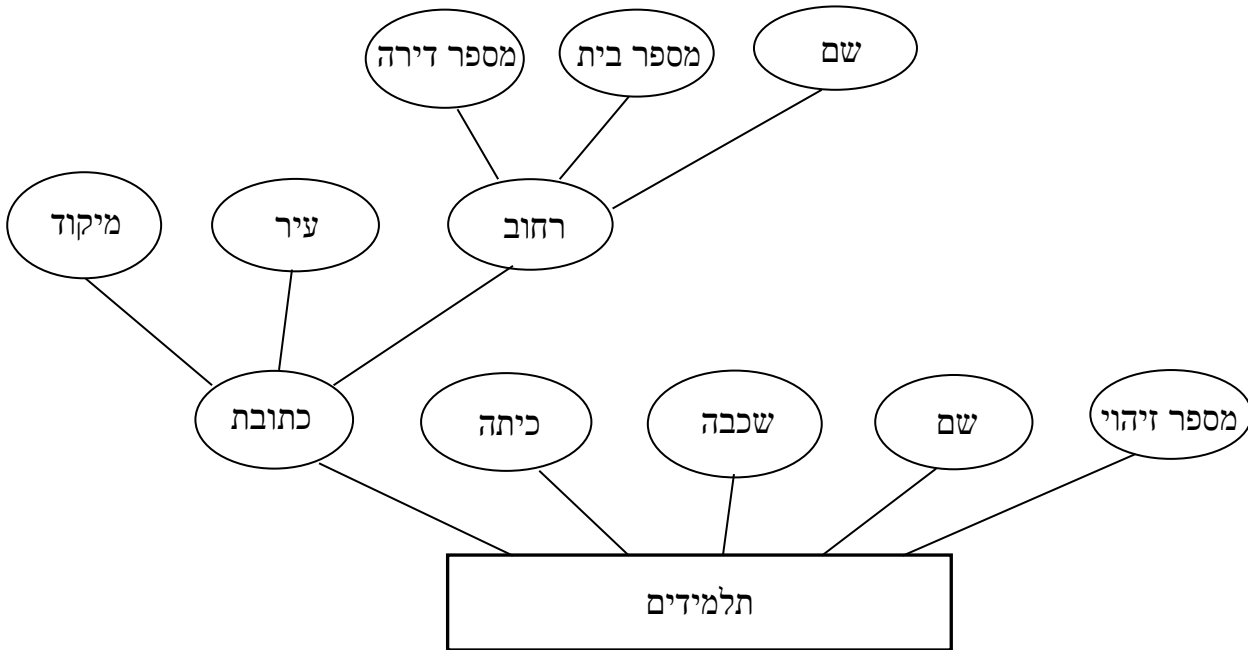 שם
מספר בית
מספר דירה
רחוב
עיר
מיקוד
מספר זיהוי
שם
שכבה
כיתה
כתובת
תלמידים